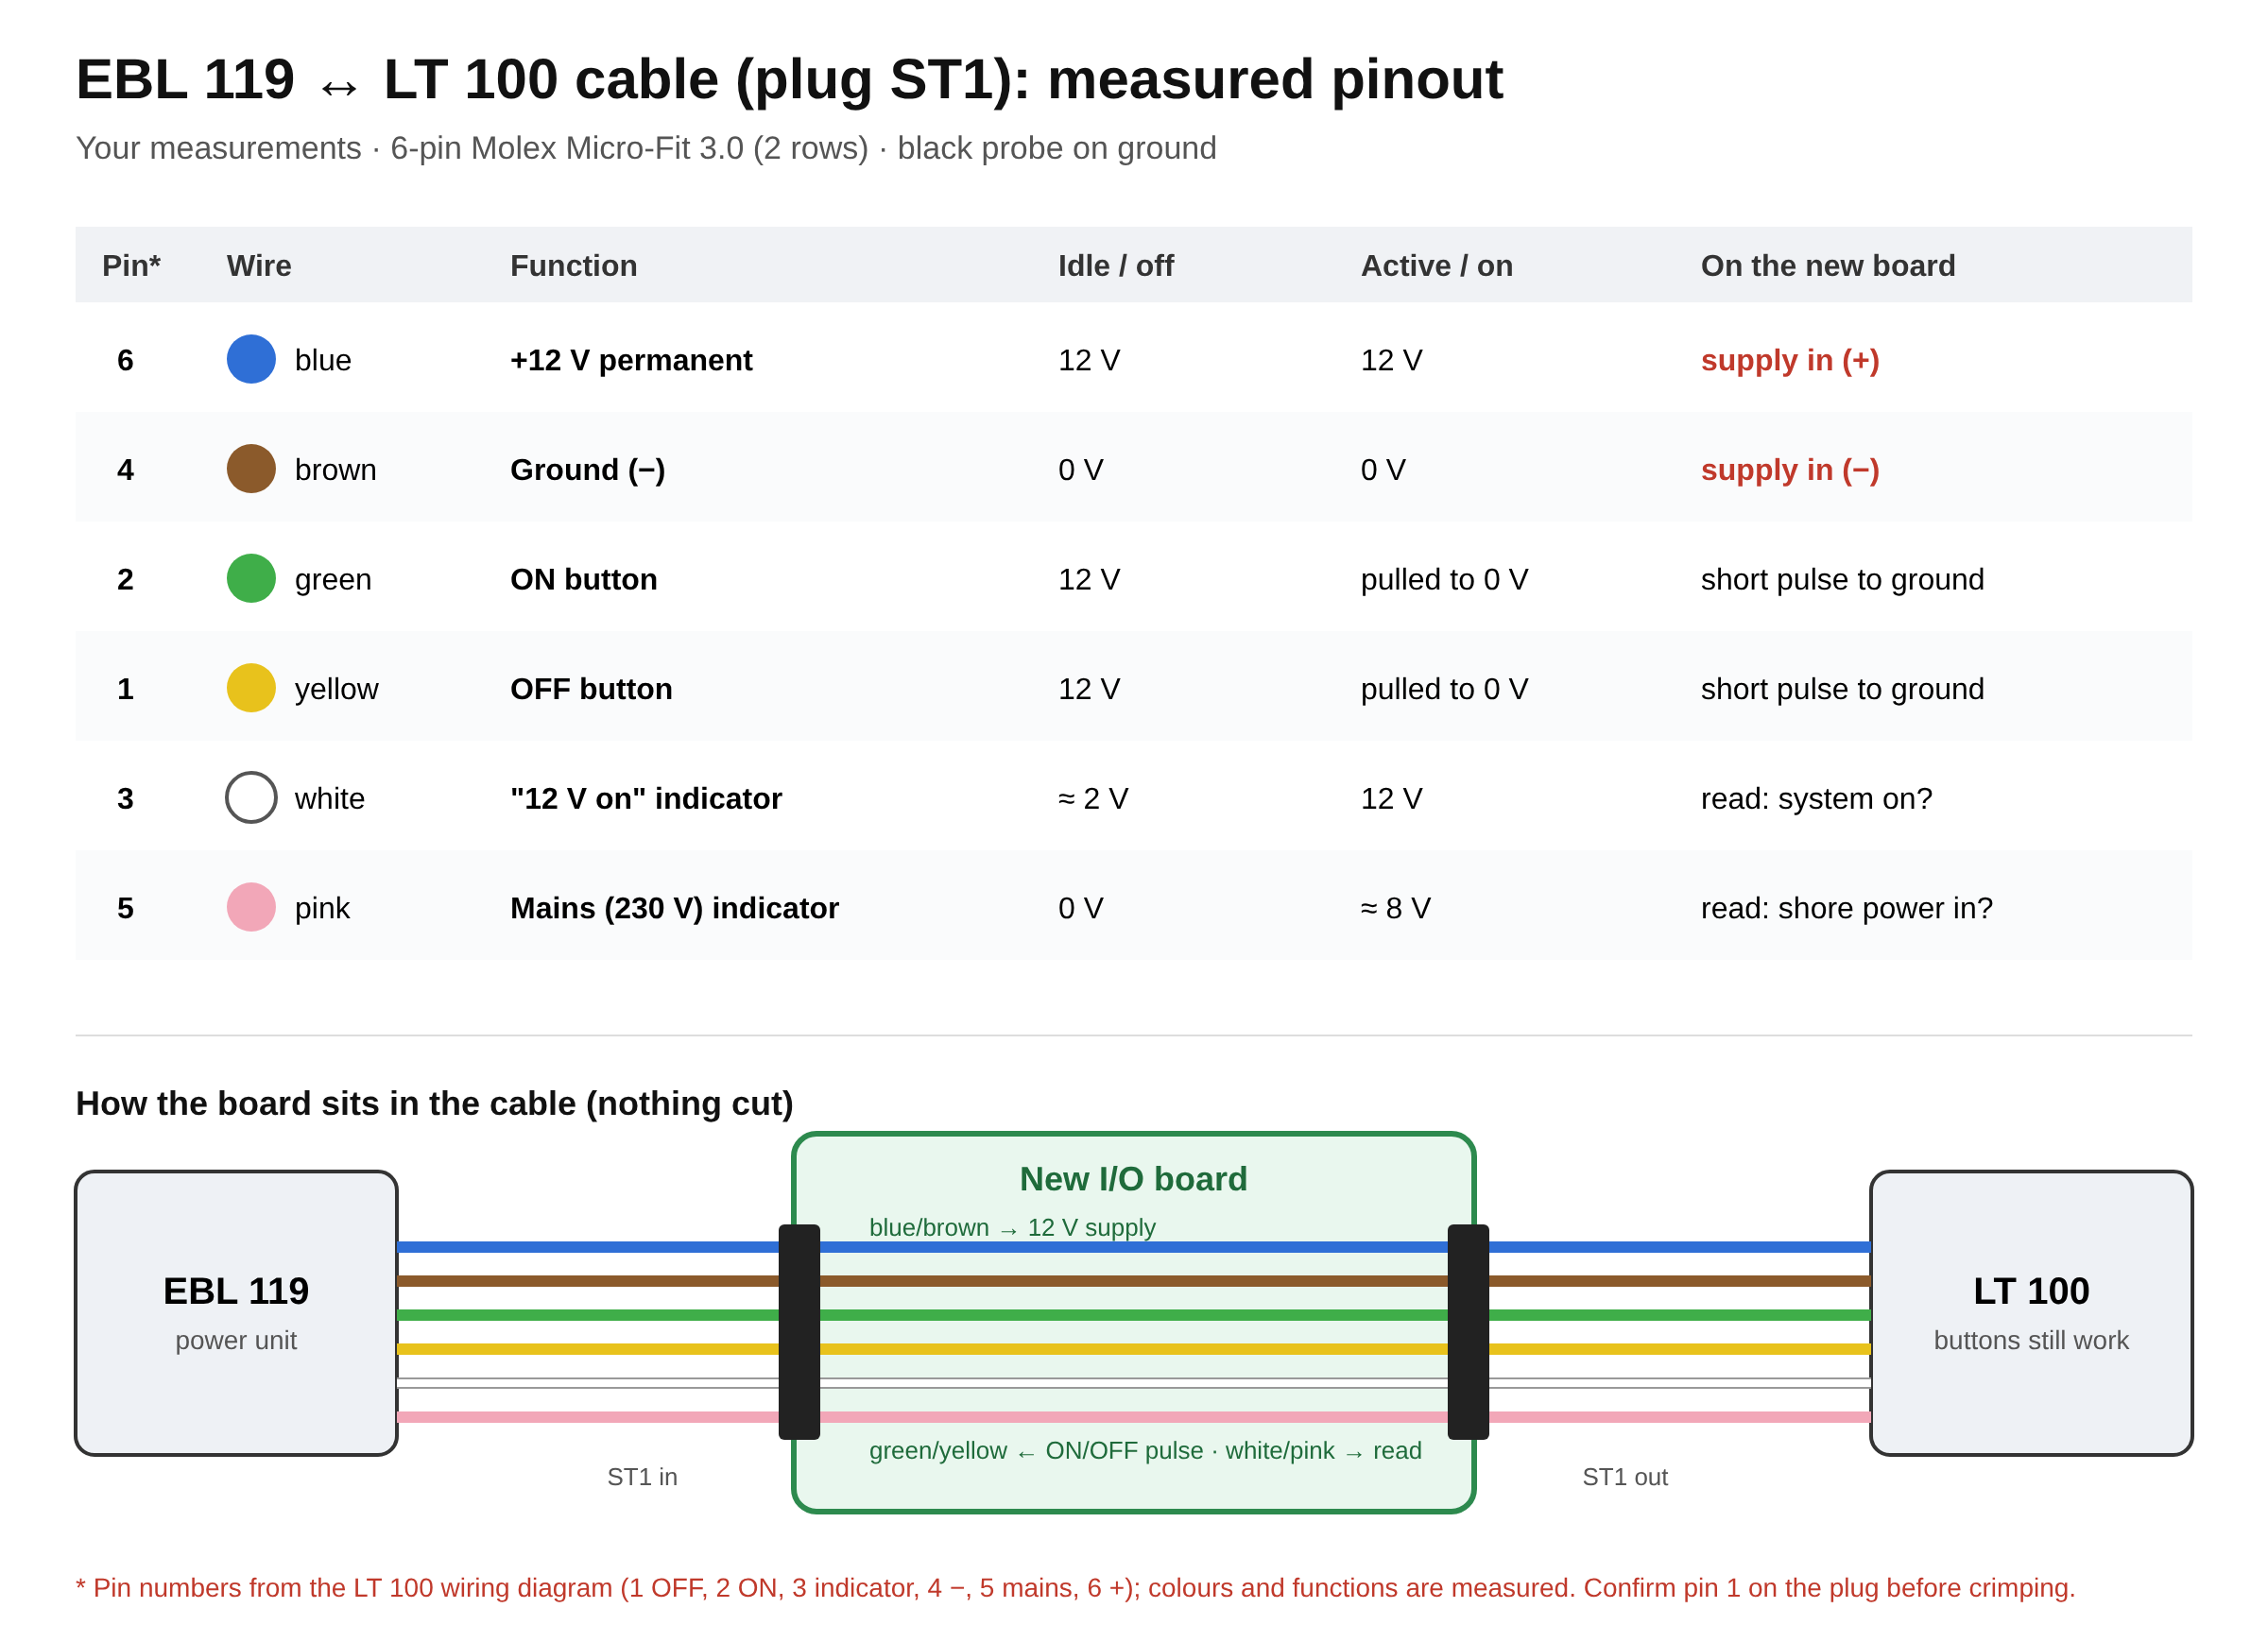 EBL 119 ↔ LT 100 cable (plug ST1): measured pinout
Your measurements · 6-pin Molex Micro-Fit 3.0 (2 rows) · black probe on ground
Pin* Wire Function Idle / off Active / on On the new board
6 blue +12 V permanent 12 V 12 V supply in (+)
4 brown Ground (−) 0 V 0 V supply in (−)
2 green ON button 12 V pulled to 0 V short pulse to ground
1 yellow OFF button 12 V pulled to 0 V short pulse to ground
3 white "12 V on" indicator ≈ 2 V 12 V read: system on?
5 pink Mains (230 V) indicator 0 V ≈ 8 V read: shore power in?
How the board sits in the cable (nothing cut)
New I/O board
blue/brown → 12 V supply
EBL 119
power unit
LT 100
buttons still work
green/yellow ← ON/OFF pulse · white/pink → read
ST1 in
ST1 out
* Pin numbers from the LT 100 wiring diagram (1 OFF, 2 ON, 3 indicator, 4 −, 5 mains, 6 +); colours and functions are measured. Confirm pin 1 on the plug before crimping.